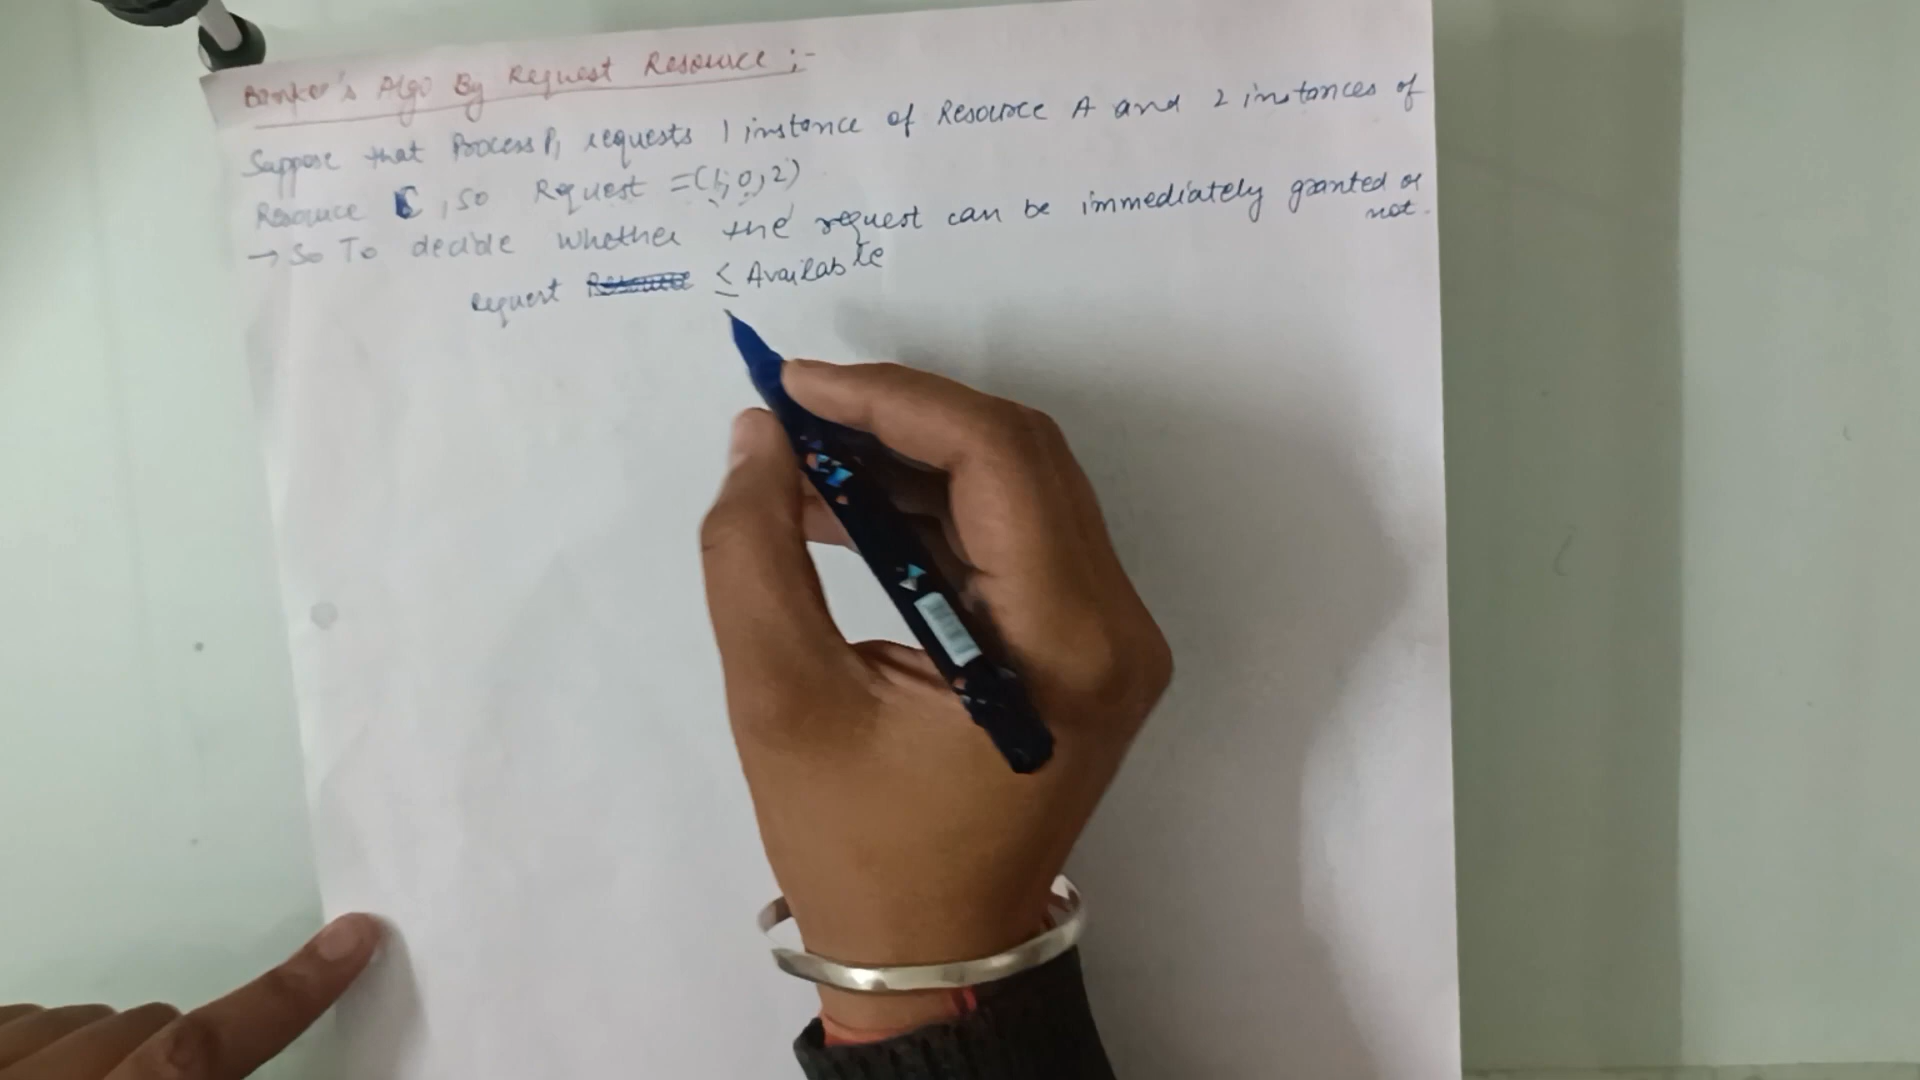 Banker's Algo By Request Resource :-
Suppose that Process P1 requests 1 instance of Resource A and 2 instances of
Resource C, so Request = (1, 0, 2)
→ So To decide whether the request can be immediately granted or
not.
request ≤ Available